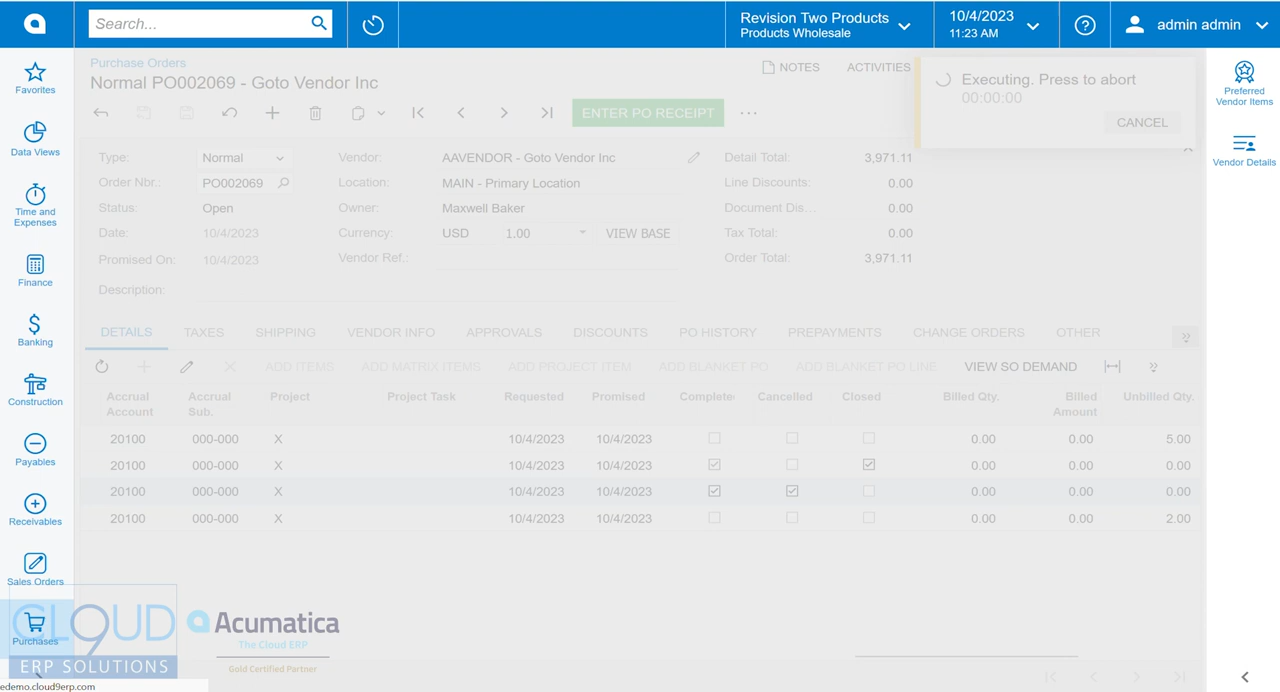 Search...
Revision Two Products
Products Wholesale
10/4/2023
11:23 AM
admin admin
Favorites
Data Views
Time and
Expenses
Finance
Banking
Construction
Payables
Receivables
Sales Orders
Purchases
Purchase Orders
Normal PO002069 - Goto Vendor Inc
NOTES
ACTIVITIES
Executing. Press to abort
00:00:00
CANCEL
ENTER PO RECEIPT
Preferred
Vendor Items
Vendor Details
Type: Normal Vendor: AAVENDOR - Goto Vendor Inc Detail Total: 3,971.11
Order Nbr.: PO002069 Location: MAIN - Primary Location Line Discounts: 0.00
Status: Open Owner: Maxwell Baker Document Dis... 0.00
Date: 10/4/2023 Currency: USD 1.00 VIEW BASE Tax Total: 0.00
Promised On: 10/4/2023 Vendor Ref.: Order Total: 3,971.11
Description:
DETAILS TAXES SHIPPING VENDOR INFO APPROVALS DISCOUNTS PO HISTORY PREPAYMENTS CHANGE ORDERS OTHER
ADD ITEMS ADD MATRIX ITEMS ADD PROJECT ITEM ADD BLANKET PO ADD BLANKET PO LINE VIEW SO DEMAND
Accrual Account Accrual Sub. Project Project Task Requested Promised Complete Cancelled Closed Billed Qty. Billed Amount Unbilled Qty.
20100 000-000 X 10/4/2023 10/4/2023 0.00 0.00 5.00
20100 000-000 X 10/4/2023 10/4/2023 0.00 0.00 0.00
20100 000-000 X 10/4/2023 10/4/2023 0.00 0.00 0.00
20100 000-000 X 10/4/2023 10/4/2023 0.00 0.00 2.00
CLOUD9
ERP SOLUTIONS
Acumatica
The Cloud ERP
Gold Certified Partner
edemo.cloud9erp.com